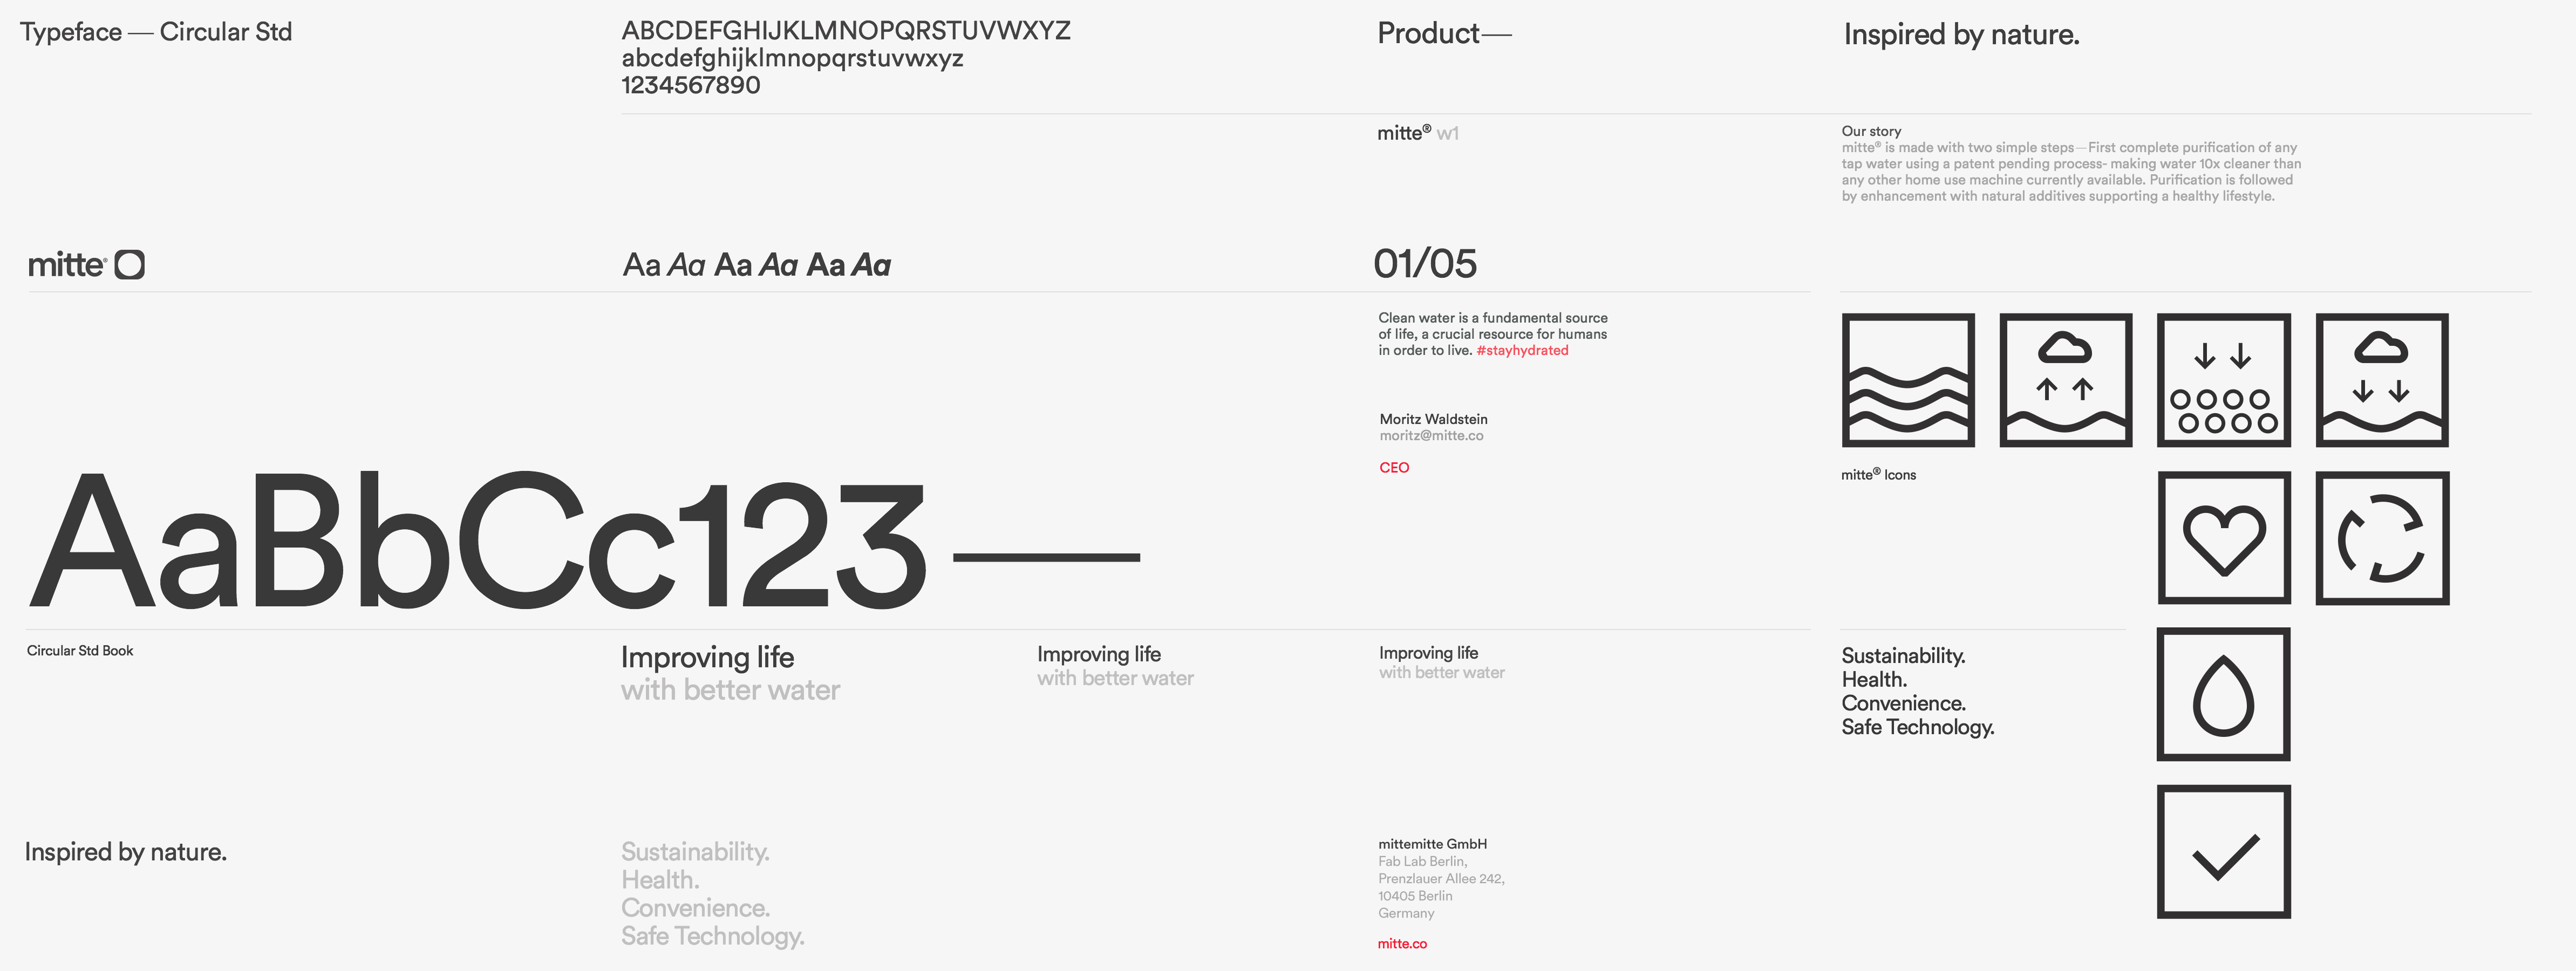 Typeface — Circular Std
ABCDEFGHIJKLMNOPQRSTUVWXYZ
abcdefghijklmnopqrstuvwxyz
1234567890
Product—
Inspired by nature.
mitte® w1
Our story
mitte® is made with two simple steps—First complete purification of any
tap water using a patent pending process- making water 10x cleaner than
any other home use machine currently available. Purification is followed
by enhancement with natural additives supporting a healthy lifestyle.
mitte®
Aa Aa Aa Aa Aa Aa
01/05
Clean water is a fundamental source
of life, a crucial resource for humans
in order to live. #stayhydrated
Moritz Waldstein
moritz@mitte.co
CEO
mitte® Icons
AaBbCc123 —
Circular Std Book
Improving life
with better water
Improving life
with better water
Improving life
with better water
Sustainability.
Health.
Convenience.
Safe Technology.
Inspired by nature.
Sustainability.
Health.
Convenience.
Safe Technology.
mittemitte GmbH
Fab Lab Berlin,
Prenzlauer Allee 242,
10405 Berlin
Germany
mitte.co